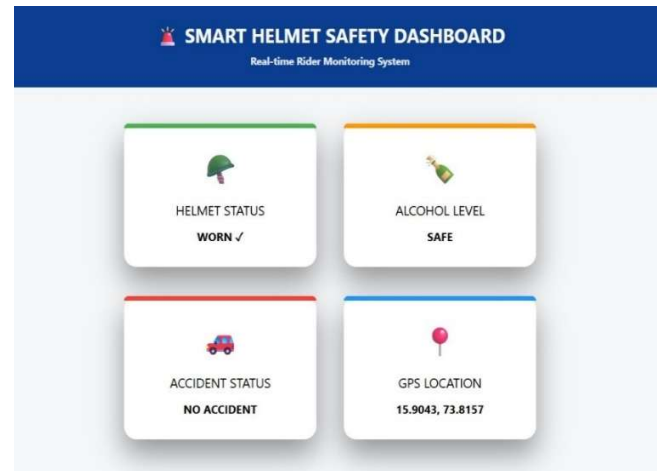 SMART HELMET SAFETY DASHBOARD
Real-time Rider Monitoring System
HELMET STATUS
WORN ✓
ALCOHOL LEVEL
SAFE
ACCIDENT STATUS
NO ACCIDENT
GPS LOCATION
15.9043, 73.8157